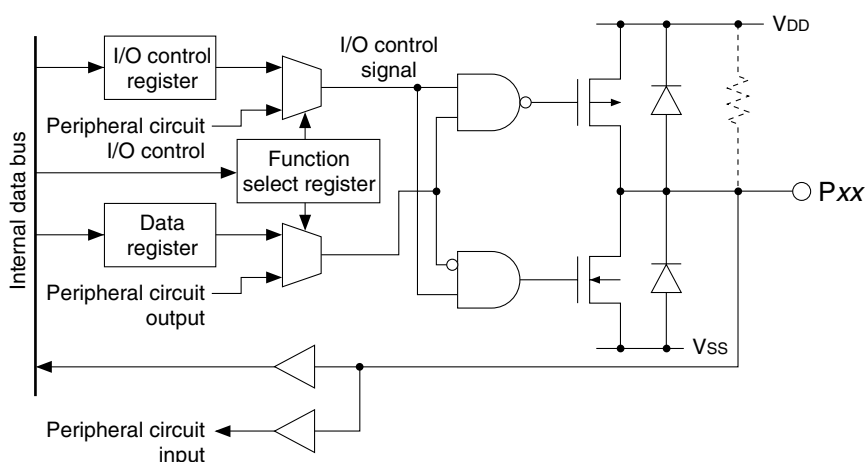 VDD
I/O control
register
I/O control
signal
Peripheral circuit
I/O control
Function
select register
Internal data bus
Pxx
Data
register
Peripheral circuit
output
VSS
Peripheral circuit
input